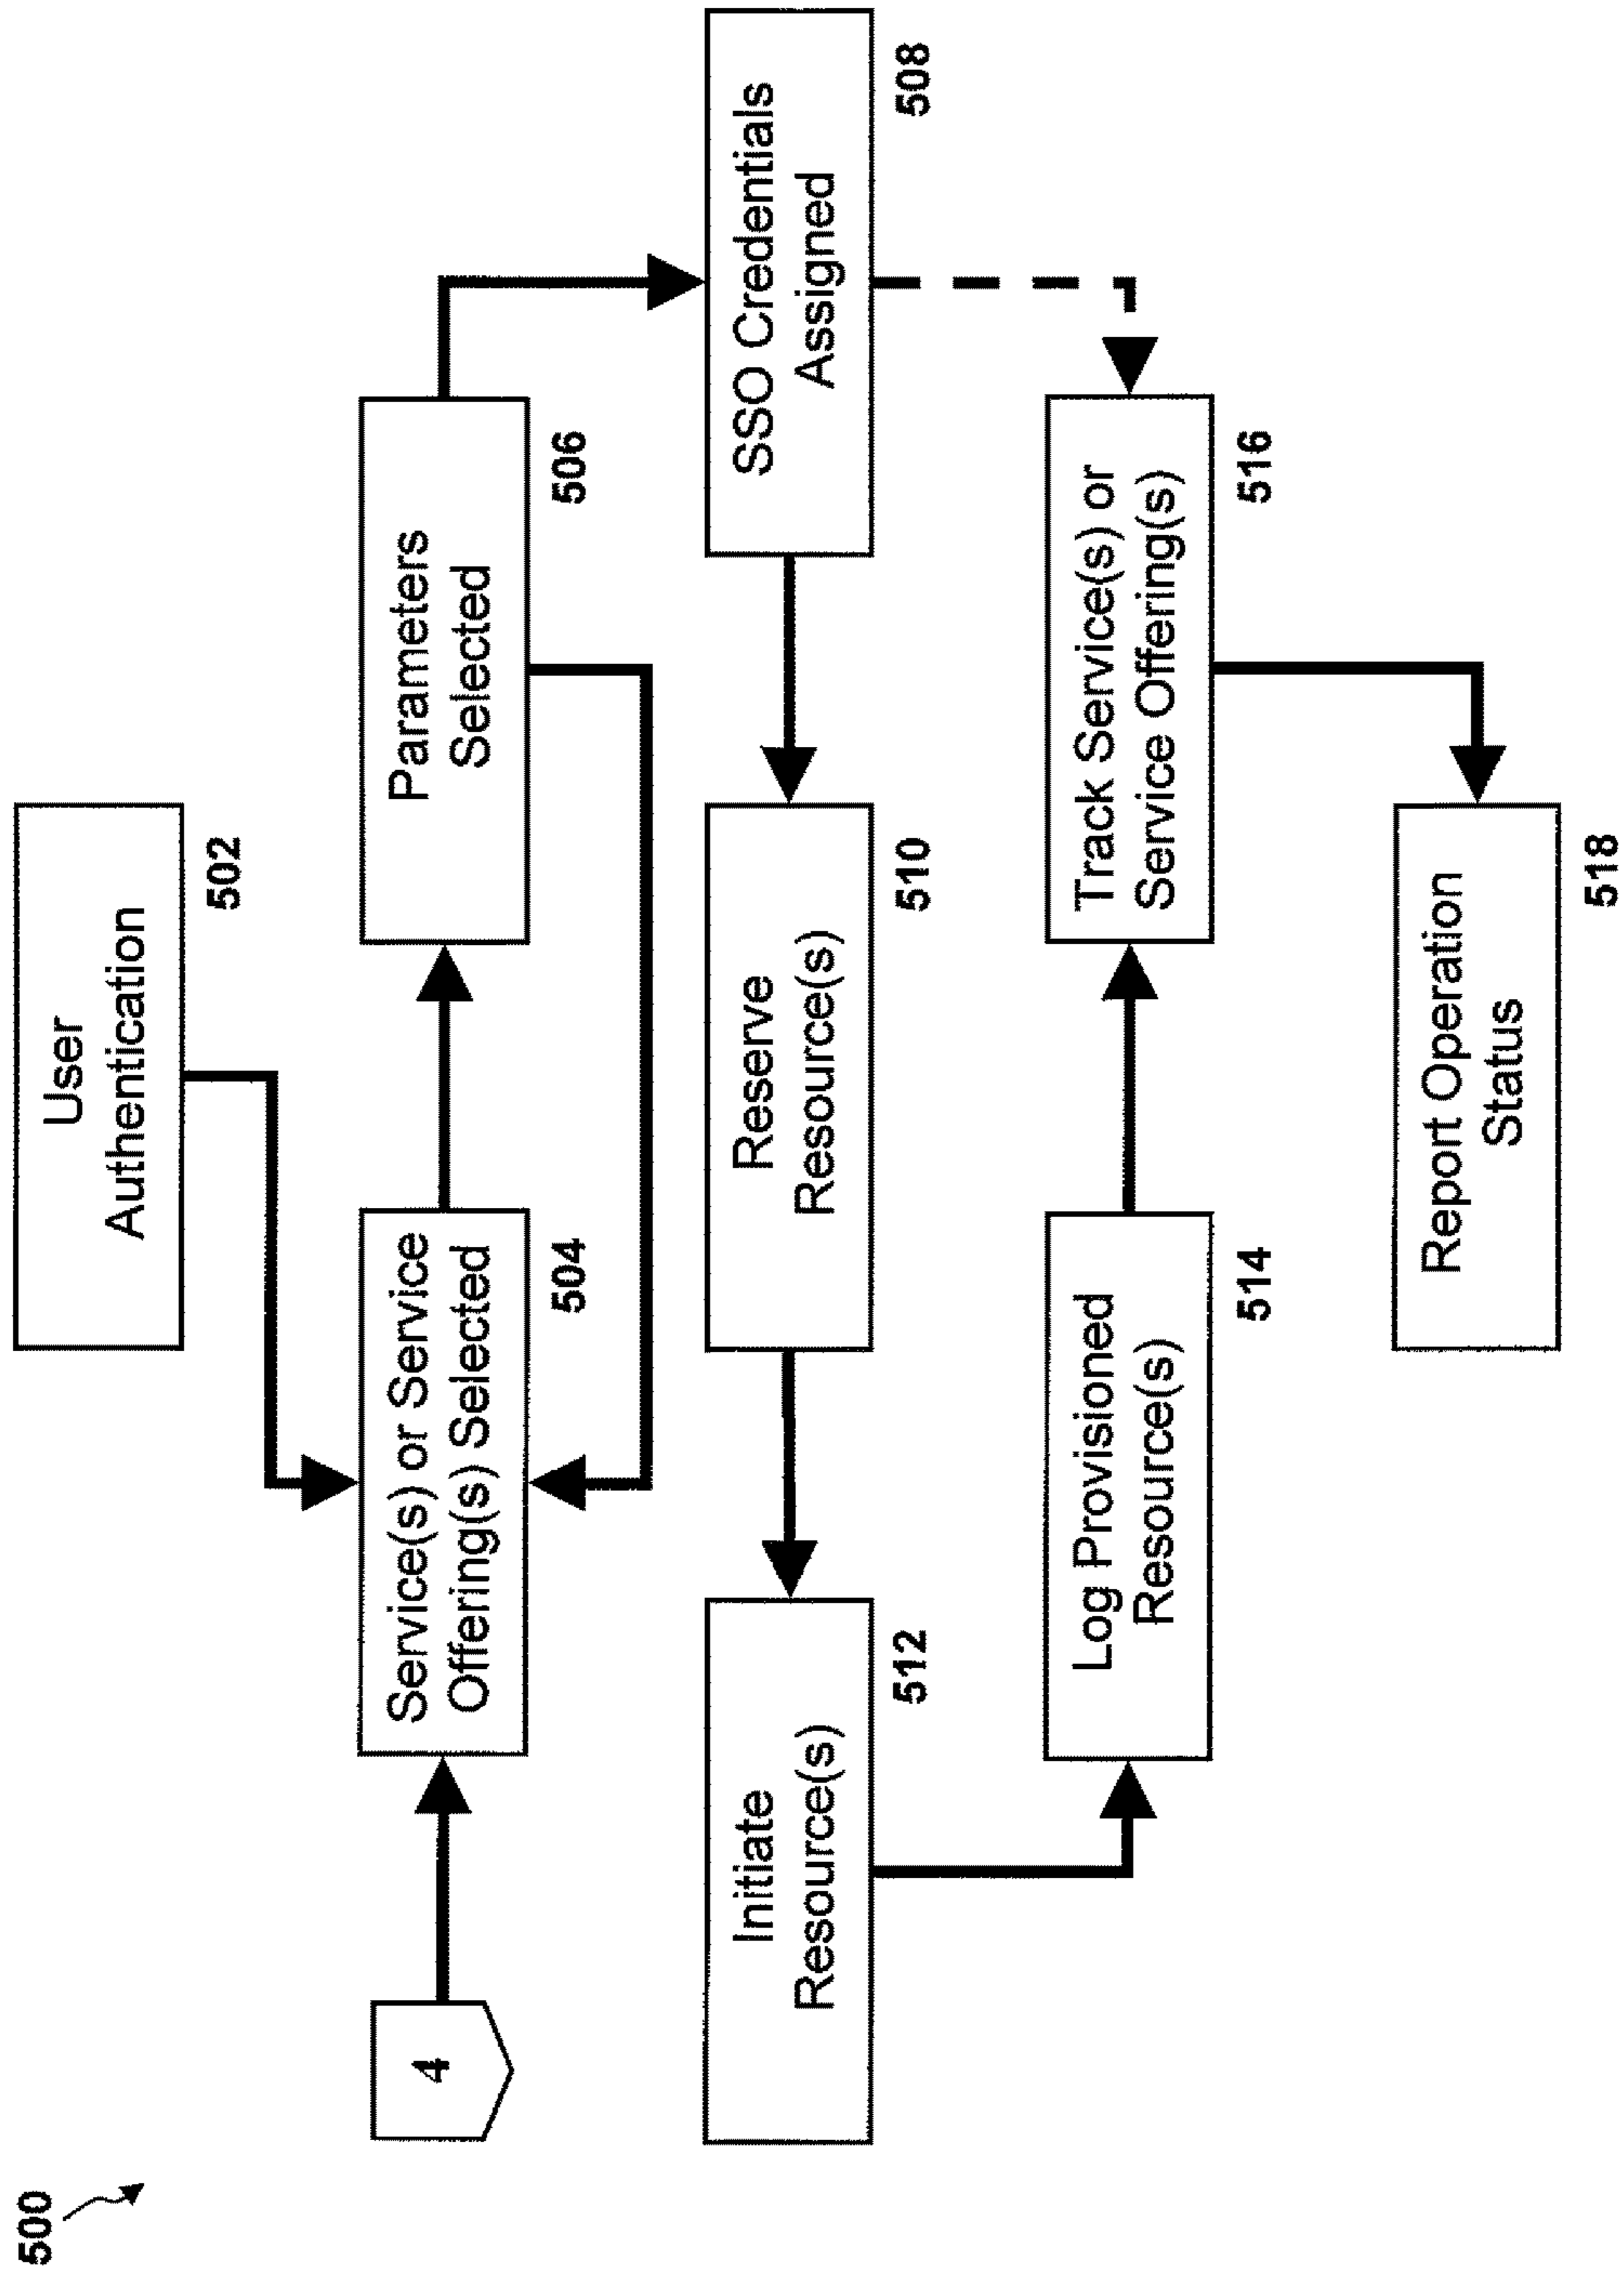 500
User
Authentication
502
4
Service(s) or Service
Offering(s) Selected
504
Parameters
Selected
506
Initiate
Resource(s)
512
Reserve
Resource(s)
510
SSO Credentials
Assigned
508
Log Provisioned
Resource(s)
514
Track Service(s) or
Service Offering(s)
516
Report Operation
Status
518